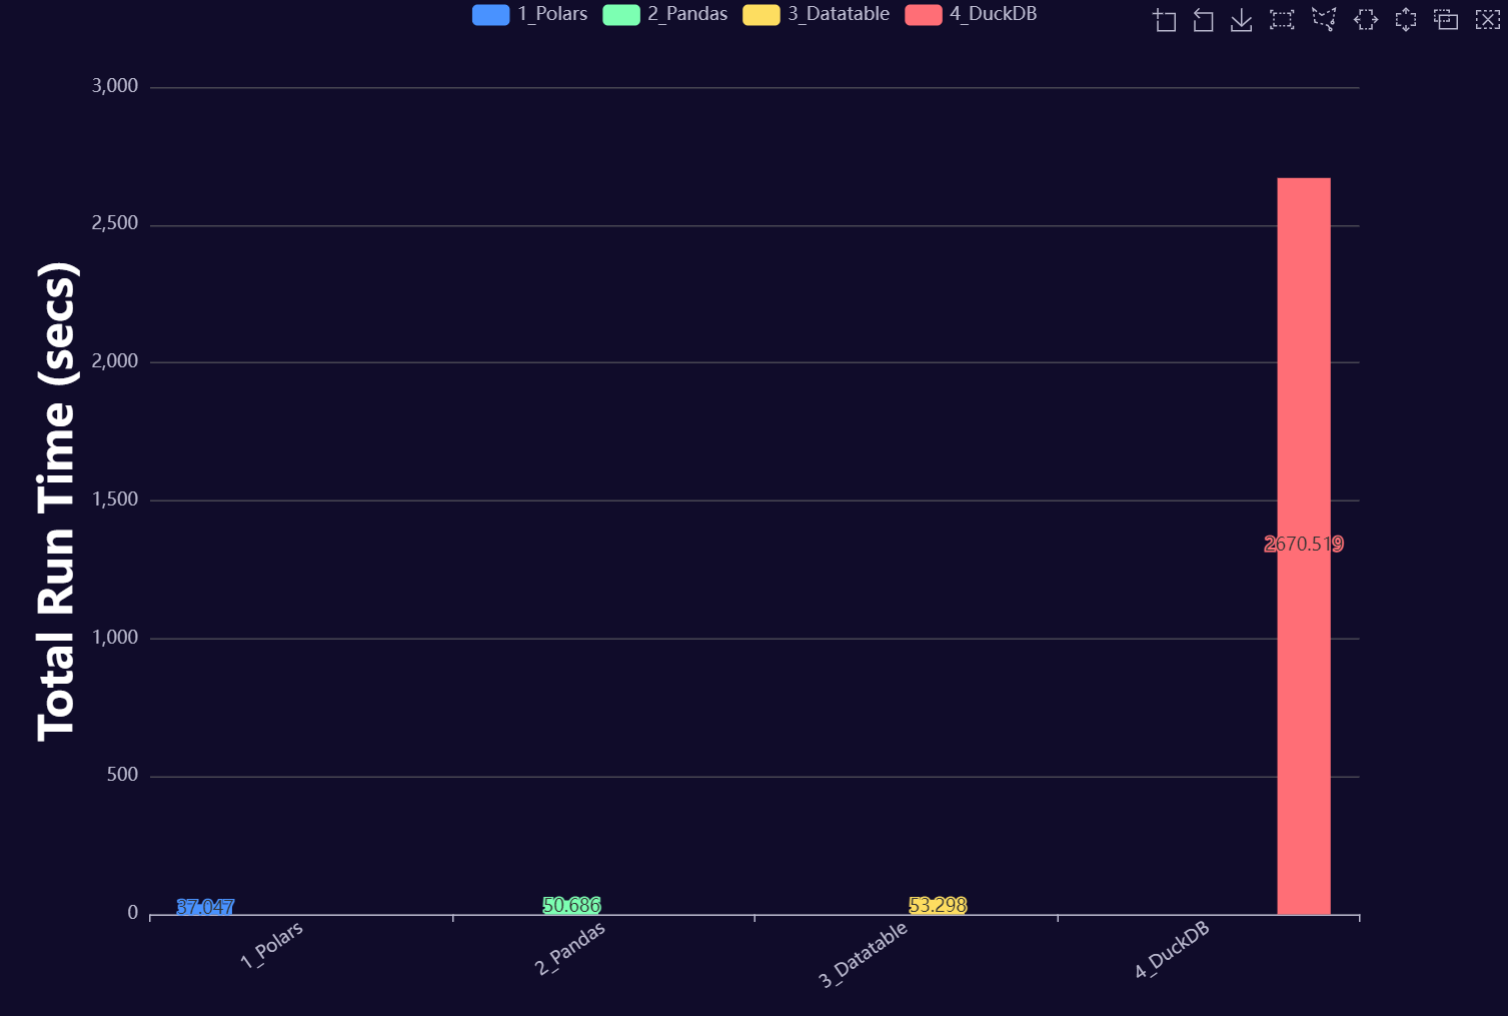 1_Polars 2_Pandas 3_Datatable 4_DuckDB
Total Run Time (secs)
3,000
2,500
2,000
1,500
1,000
500
0
2670.519
37.047 50.686 53.298
1_Polars 2_Pandas 3_Datatable 4_DuckDB